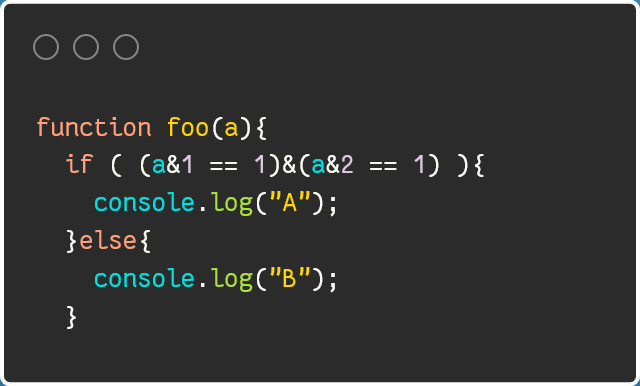 function foo(a){
  if ( (a&1 == 1)&(a&2 == 1) ){
    console.log("A");
  }else{
    console.log("B");
  }